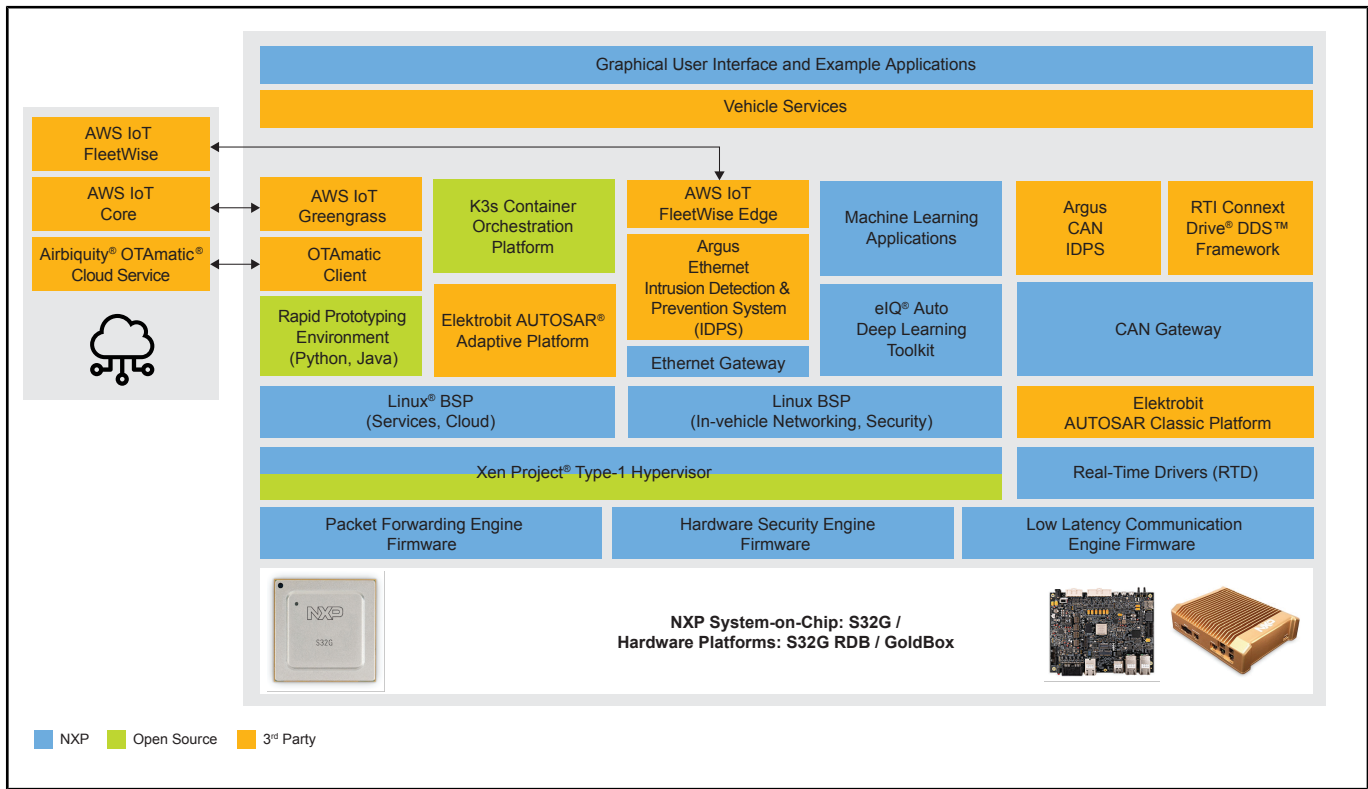 Graphical User Interface and Example Applications
Vehicle Services
AWS IoT
FleetWise
AWS IoT
Core
Airbiquity® OTAmatic®
Cloud Service
AWS IoT
Greengrass
OTAmatic
Client
Rapid Prototyping
Environment
(Python, Java)
K3s Container
Orchestration
Platform
Elektrobit AUTOSAR®
Adaptive Platform
AWS IoT
FleetWise Edge
Argus
Ethernet
Intrusion Detection &
Prevention System
(IDPS)
Ethernet Gateway
Machine Learning
Applications
eIQ® Auto
Deep Learning
Toolkit
Argus
CAN
IDPS
RTI Connext
Drive® DDS™
Framework
CAN Gateway
Linux® BSP
(Services, Cloud)
Linux BSP
(In-vehicle Networking, Security)
Elektrobit
AUTOSAR Classic Platform
Xen Project® Type-1 Hypervisor
Real-Time Drivers (RTD)
Packet Forwarding Engine
Firmware
Hardware Security Engine
Firmware
Low Latency Communication
Engine Firmware
NXP
S32G
NXP System-on-Chip: S32G /
Hardware Platforms: S32G RDB / GoldBox
NXP
NXP
Open Source
3rd Party